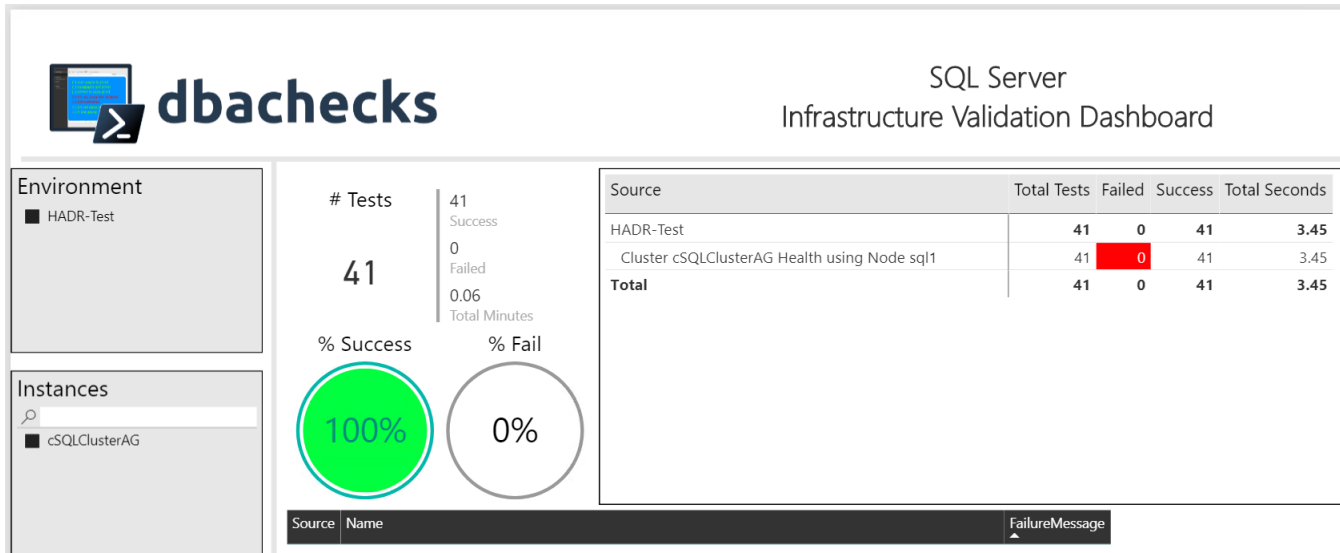 dbachecks
SQL Server
Infrastructure Validation Dashboard
Environment
HADR-Test
Instances
cSQLClusterAG
# Tests
41
41
Success
0
Failed
0.06
Total Minutes
% Success
% Fail
100%
0%
Source Total Tests Failed Success Total Seconds
HADR-Test 41 0 41 3.45
Cluster cSQLClusterAG Health using Node sql1 41 0 41 3.45
Total 41 0 41 3.45
Source Name FailureMessage